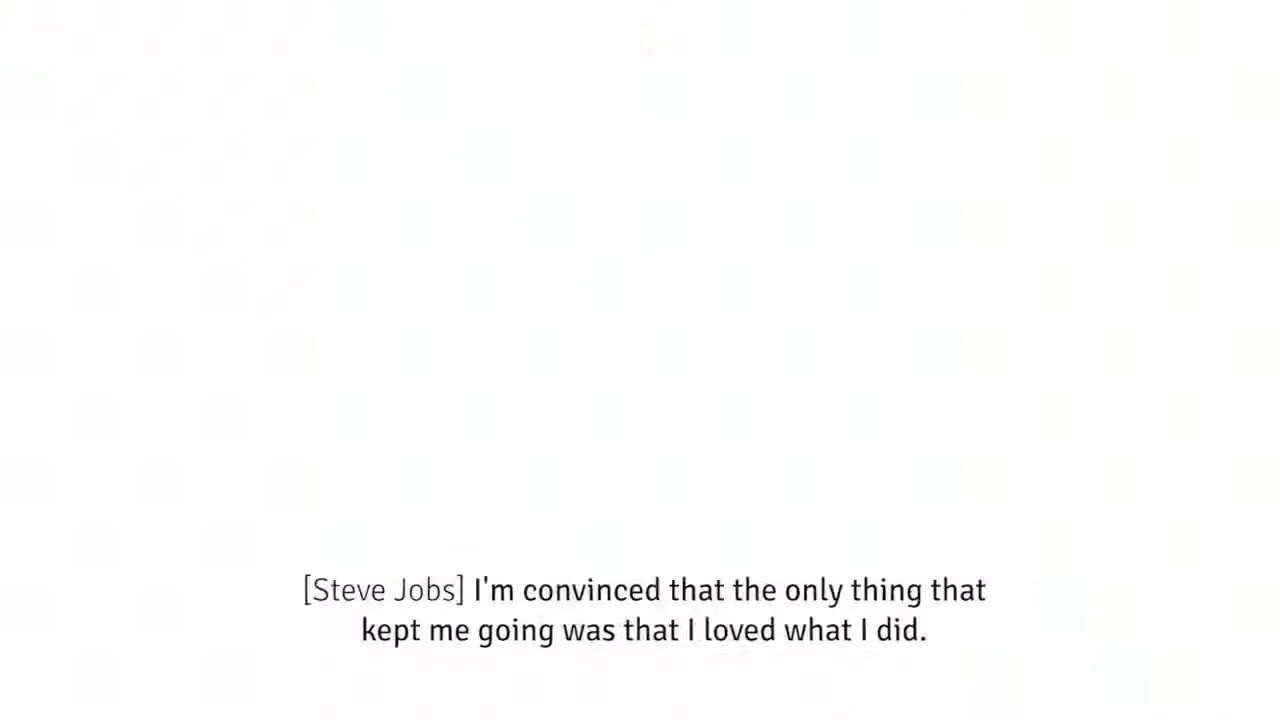 [Steve Jobs] I'm convinced that the only thing that
kept me going was that I loved what I did.